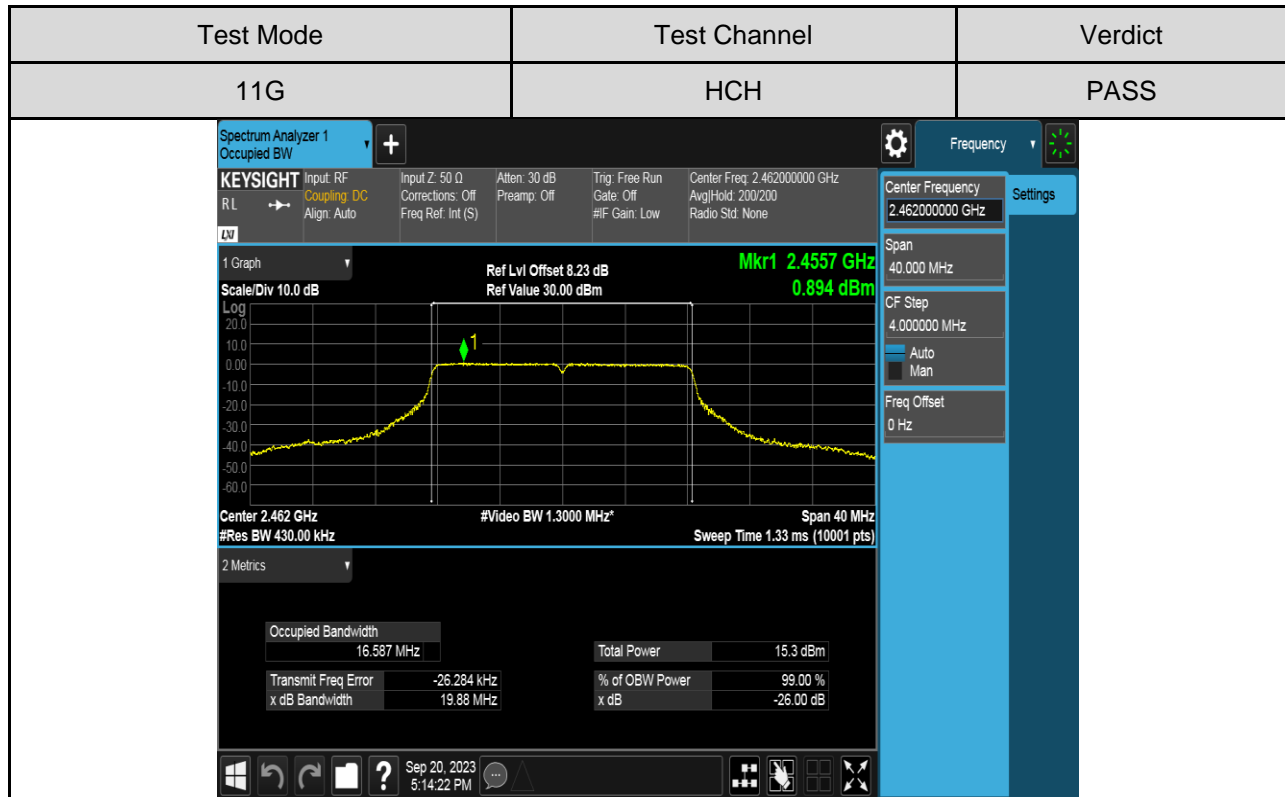 Test Mode Test Channel Verdict
11G HCH PASS
Spectrum Analyzer 1
Occupied BW
+
Frequency
KEYSIGHT Input: RF Input Z: 50 Ω Atten: 30 dB Trig: Free Run Center Freq: 2.462000000 GHz
RL Coupling: DC Corrections: Off Preamp: Off Gate: Off Avg|Hold: 200/200
Align: Auto Freq Ref: Int (S) #IF Gain: Low Radio Std: None
LXI
Center Frequency
2.462000000 GHz
Settings
Span
40.000 MHz
CF Step
4.000000 MHz
Auto
Man
Freq Offset
0 Hz
1 Graph Ref Lvl Offset 8.23 dB Mkr1 2.4557 GHz
Scale/Div 10.0 dB Ref Value 30.00 dBm 0.894 dBm
Log
20.0
10.0
0.00
-10.0
-20.0
-30.0
-40.0
-50.0
-60.0
1
Center 2.462 GHz #Video BW 1.3000 MHz* Span 40 MHz
#Res BW 430.00 kHz Sweep Time 1.33 ms (10001 pts)
2 Metrics
Occupied Bandwidth
16.587 MHz Total Power 15.3 dBm
Transmit Freq Error -26.284 kHz % of OBW Power 99.00 %
x dB Bandwidth 19.88 MHz x dB -26.00 dB
? Sep 20, 2023
5:14:22 PM